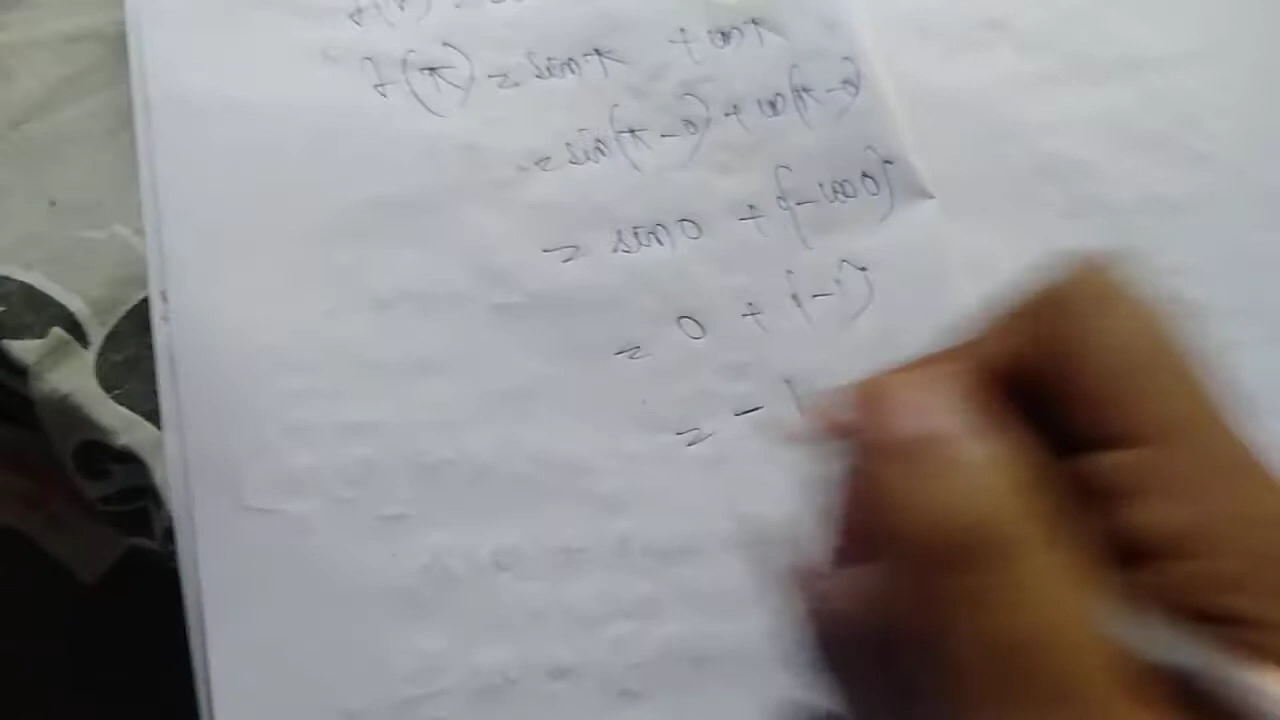 f(π) = sinπ + cosπ
= sin(π-0) + cos(π-0)
= sin0 + {-cos0}
= 0 + (-1)
= -1